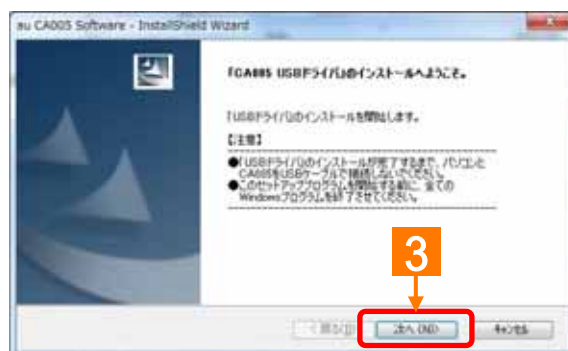 au CA005 Software - InstallShield Wizard
「CA005 USBドライバ」のインストールへようこそ。
「USBドライバ」のインストールを開始します。
【注意】
●「USBドライバ」のインストールが完了するまで、パソコンと
CA005をUSBケーブルで接続しないでください。
●このセットアッププログラムを開始する前に、全ての
Windowsプログラムを終了させてください。
3
< 戻る(B)
次へ(N)>
キャンセル